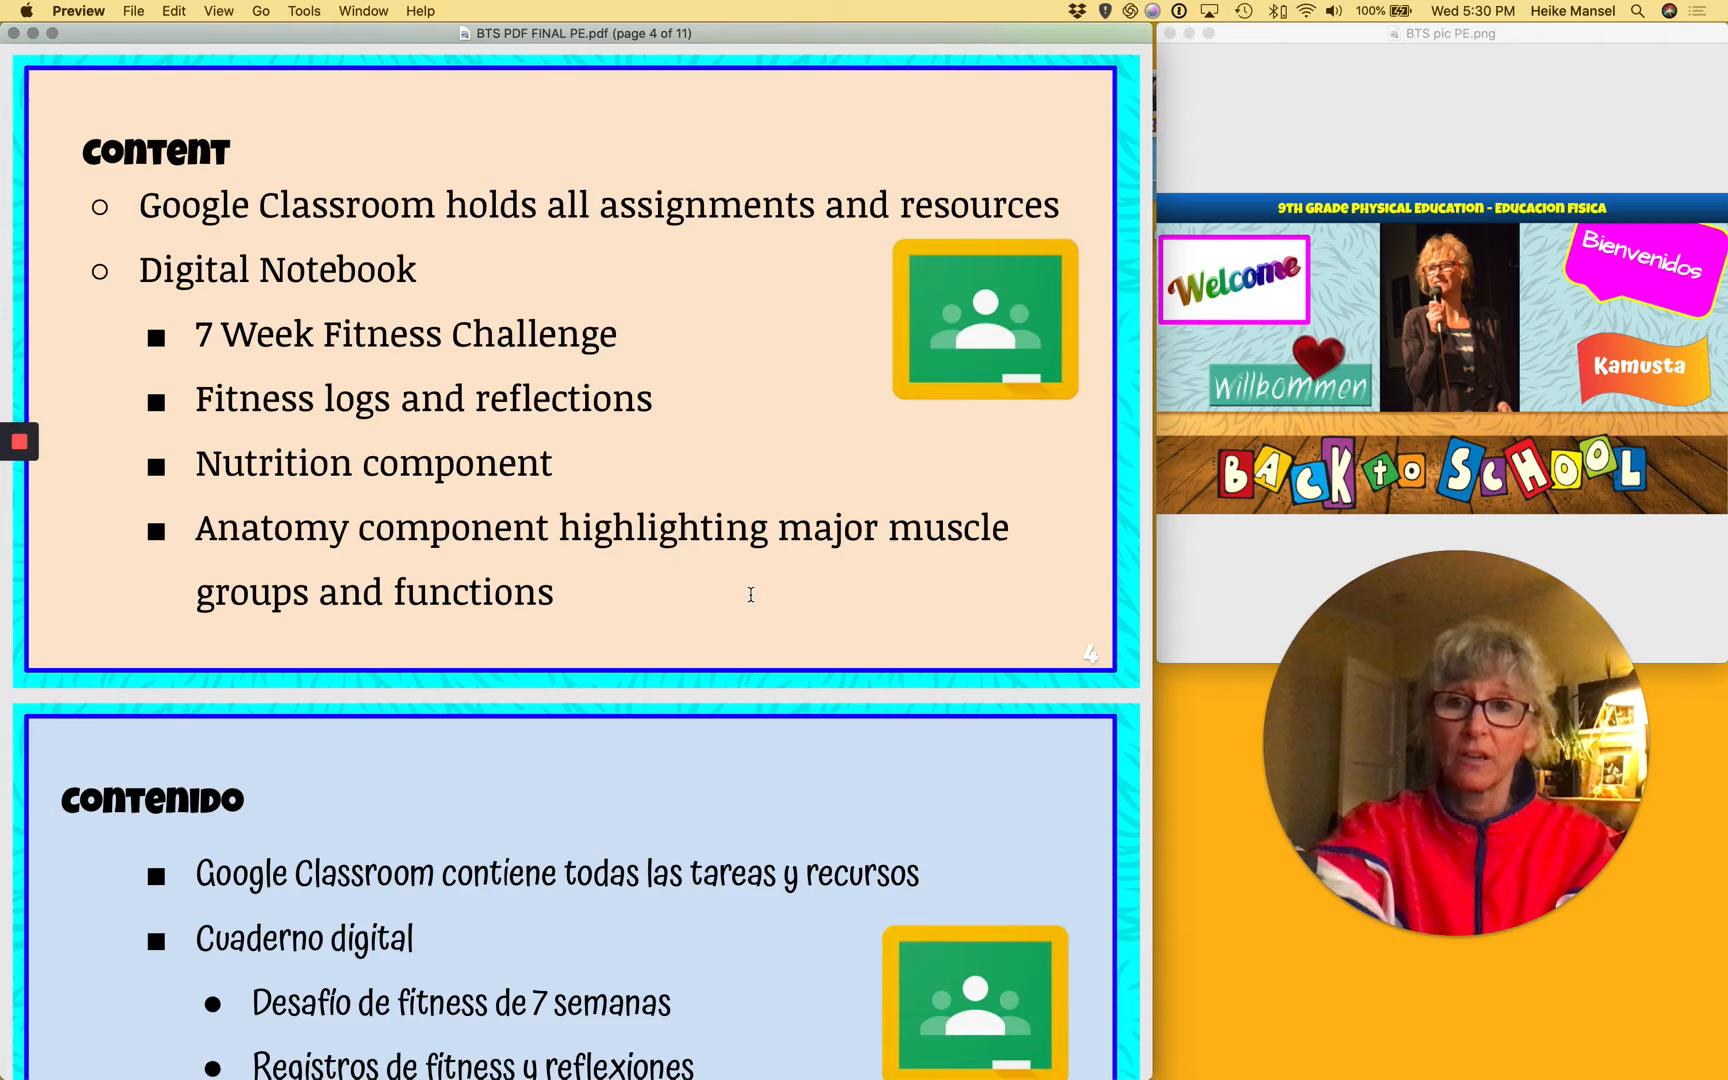 Preview File Edit View Go Tools Window Help
100% Wed 5:30 PM Heike Mansel
BTS PDF FINAL PE.pdf (page 4 of 11)
Content
Google Classroom holds all assignments and resources
Digital Notebook
7 Week Fitness Challenge
Fitness logs and reflections
Nutrition component
Anatomy component highlighting major muscle
groups and functions
4
Contenido
Google Classroom contiene todas las tareas y recursos
Cuaderno digital
Desafío de fitness de 7 semanas
Registros de fitness y reflexiones
BTS pic PE.png
9th Grade Physical Education - Educacion Fisica
Welcome
Bienvenidos
Willkommen
Kamusta
BACK to SCHOOL